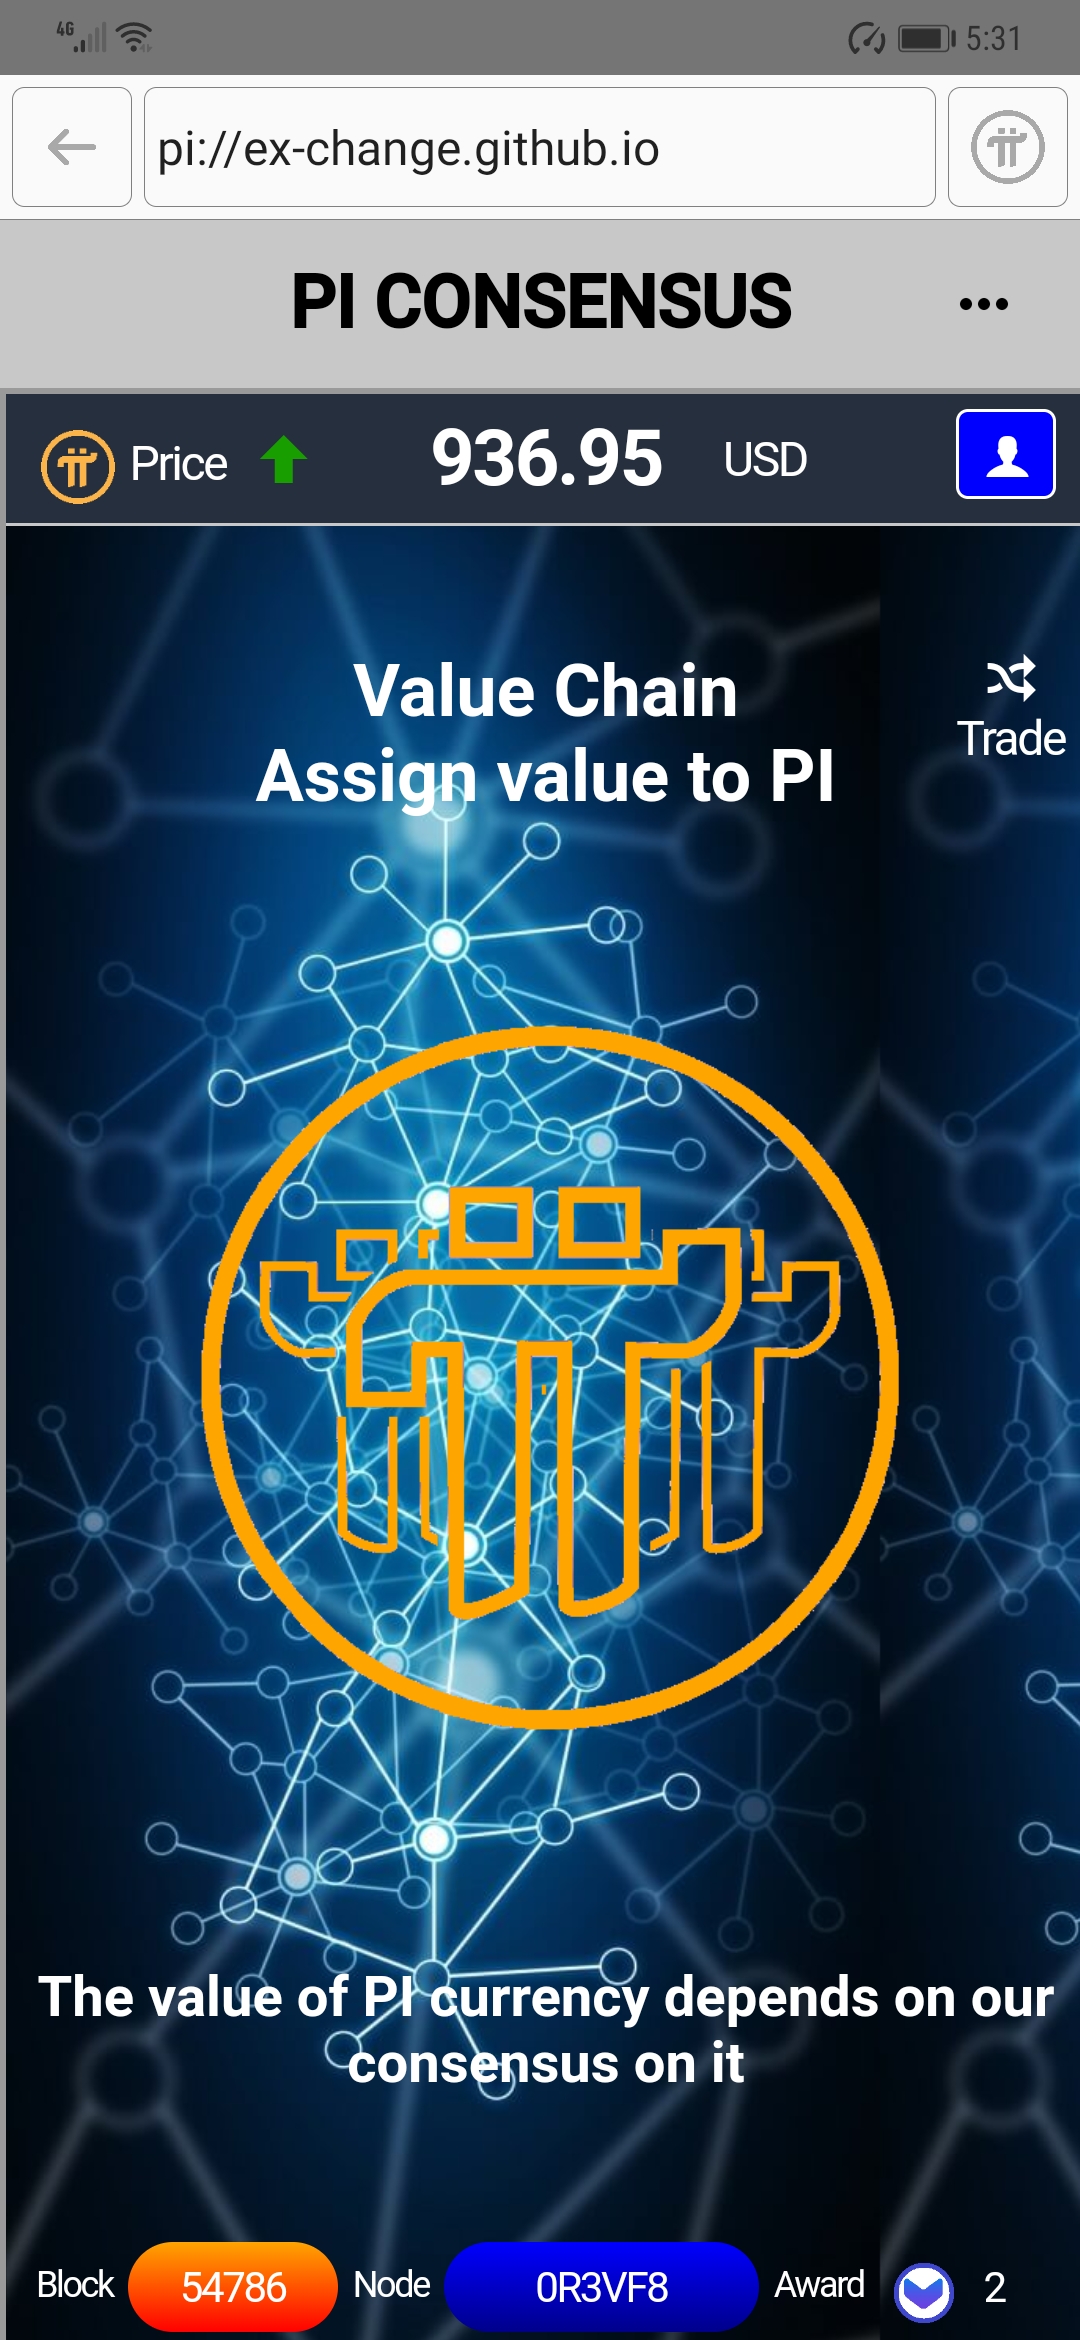 4G 5:31
pi://ex-change.github.io
PI CONSENSUS
Price 936.95 USD
Value Chain
Assign value to PI
Trade
The value of PI currency depends on our
consensus on it
Block 54786 Node 0R3VF8 Award 2